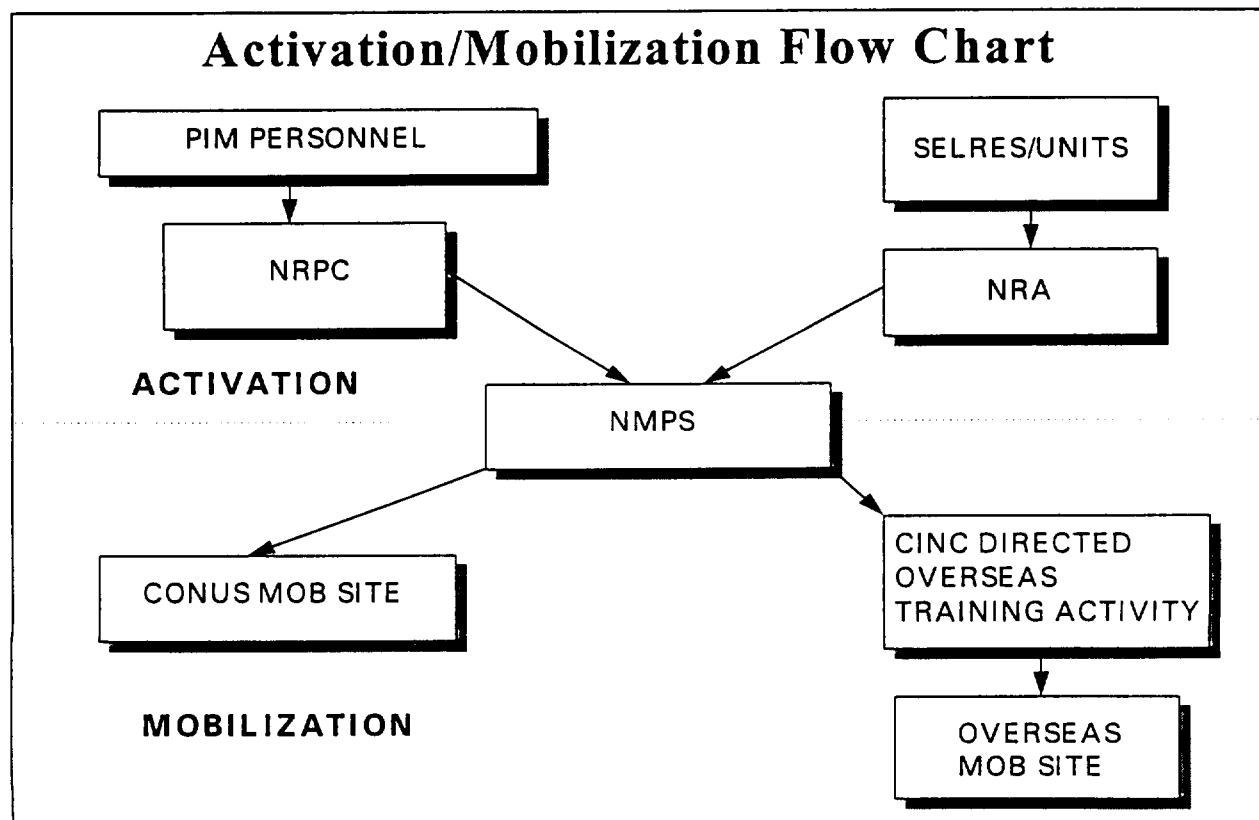 Activation/Mobilization Flow Chart
PIM PERSONNEL
SELRES/UNITS
NRPC
NRA
ACTIVATION
NMPS
CONUS MOB SITE
CINC DIRECTED
OVERSEAS
TRAINING ACTIVITY
MOBILIZATION
OVERSEAS
MOB SITE